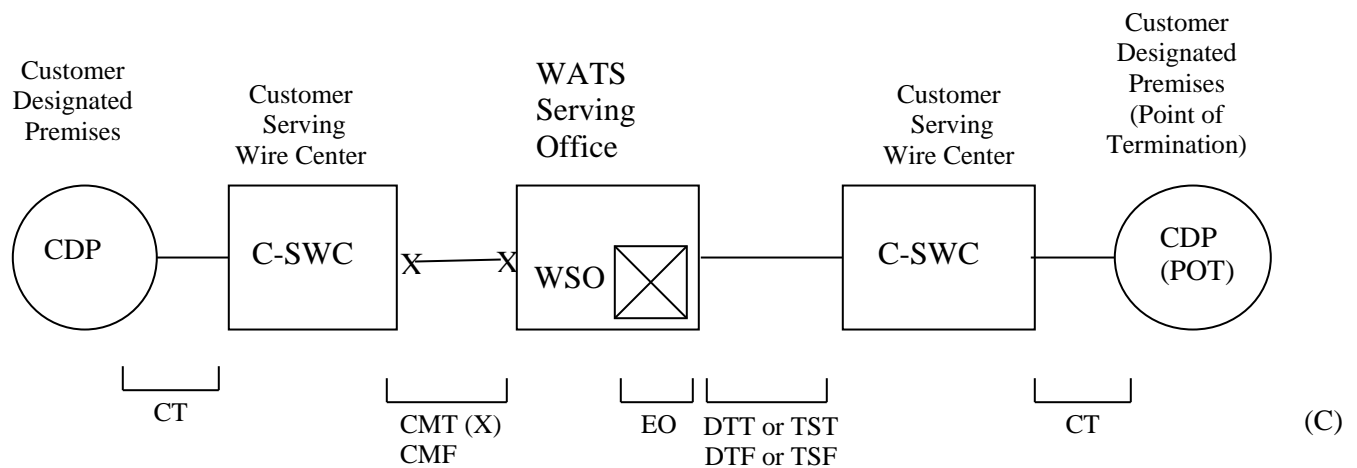 Customer
Designated
Premises
Customer
Serving
Wire Center
WATS
Serving
Office
Customer
Serving
Wire Center
Customer
Designated
Premises
(Point of
Termination)
CDP
C-SWC
X
X
WSO
C-SWC
CDP
(POT)
CT
CMT (X)
CMF
EO
DTT or TST
DTF or TSF
CT
(C)